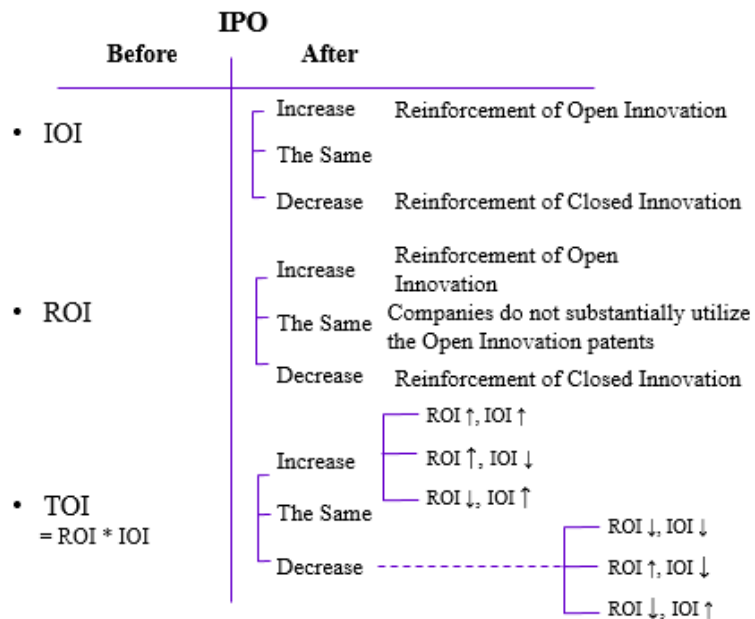 IPO
Before After
Increase Reinforcement of Open Innovation
• IOI
The Same
Decrease Reinforcement of Closed Innovation
Reinforcement of Open
Increase
Innovation
• ROI
The Same Companies do not substantially utilize
the Open Innovation patents
Decrease Reinforcement of Closed Innovation
ROI ↑, IOI ↑
Increase ROI ↑, IOI ↓
ROI ↓, IOI ↑
• TOI
The Same
= ROI * IOI
ROI ↓, IOI ↓
Decrease ROI ↑, IOI ↓
ROI ↓, IOI ↑